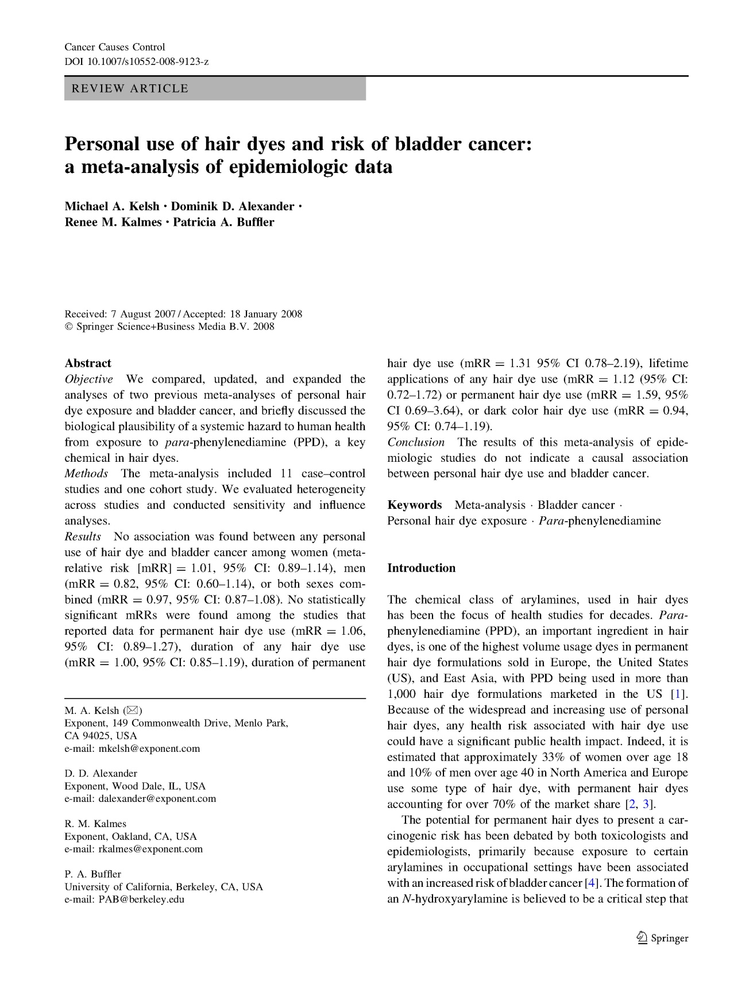 Cancer Causes Control
DOI 10.1007/s10552-008-9123-z
REVIEW ARTICLE
Personal use of hair dyes and risk of bladder cancer:
a meta-analysis of epidemiologic data
Michael A. Kelsh · Dominik D. Alexander ·
Renee M. Kalmes · Patricia A. Buffler
Received: 7 August 2007 / Accepted: 18 January 2008
© Springer Science+Business Media B.V. 2008
Abstract
Objective We compared, updated, and expanded the
analyses of two previous meta-analyses of personal hair
dye exposure and bladder cancer, and briefly discussed the
biological plausibility of a systemic hazard to human health
from exposure to para-phenylenediamine (PPD), a key
chemical in hair dyes.
Methods The meta-analysis included 11 case–control
studies and one cohort study. We evaluated heterogeneity
across studies and conducted sensitivity and influence
analyses.
Results No association was found between any personal
use of hair dye and bladder cancer among women (meta-
relative risk [mRR] = 1.01, 95% CI: 0.89–1.14), men
(mRR = 0.82, 95% CI: 0.60–1.14), or both sexes com-
bined (mRR = 0.97, 95% CI: 0.87–1.08). No statistically
significant mRRs were found among the studies that
reported data for permanent hair dye use (mRR = 1.06,
95% CI: 0.89–1.27), duration of any hair dye use
(mRR = 1.00, 95% CI: 0.85–1.19), duration of permanent
hair dye use (mRR = 1.31 95% CI 0.78–2.19), lifetime
applications of any hair dye use (mRR = 1.12 (95% CI:
0.72–1.72) or permanent hair dye use (mRR = 1.59, 95%
CI 0.69–3.64), or dark color hair dye use (mRR = 0.94,
95% CI: 0.74–1.19).
Conclusion The results of this meta-analysis of epide-
miologic studies do not indicate a causal association
between personal hair dye use and bladder cancer.
Keywords Meta-analysis · Bladder cancer ·
Personal hair dye exposure · Para-phenylenediamine
Introduction
The chemical class of arylamines, used in hair dyes
has been the focus of health studies for decades. Para-
phenylenediamine (PPD), an important ingredient in hair
dyes, is one of the highest volume usage dyes in permanent
hair dye formulations sold in Europe, the United States
(US), and East Asia, with PPD being used in more than
1,000 hair dye formulations marketed in the US [1].
Because of the widespread and increasing use of personal
hair dyes, any health risk associated with hair dye use
could have a significant public health impact. Indeed, it is
estimated that approximately 33% of women over age 18
and 10% of men over age 40 in North America and Europe
use some type of hair dye, with permanent hair dyes
accounting for over 70% of the market share [2, 3].
The potential for permanent hair dyes to present a car-
cinogenic risk has been debated by both toxicologists and
epidemiologists, primarily because exposure to certain
arylamines in occupational settings have been associated
with an increased risk of bladder cancer [4]. The formation of
an N-hydroxyarylamine is believed to be a critical step that
M. A. Kelsh (✉)
Exponent, 149 Commonwealth Drive, Menlo Park,
CA 94025, USA
e-mail: mkelsh@exponent.com
D. D. Alexander
Exponent, Wood Dale, IL, USA
e-mail: dalexander@exponent.com
R. M. Kalmes
Exponent, Oakland, CA, USA
e-mail: rkalmes@exponent.com
P. A. Buffler
University of California, Berkeley, CA, USA
e-mail: PAB@berkeley.edu
Springer